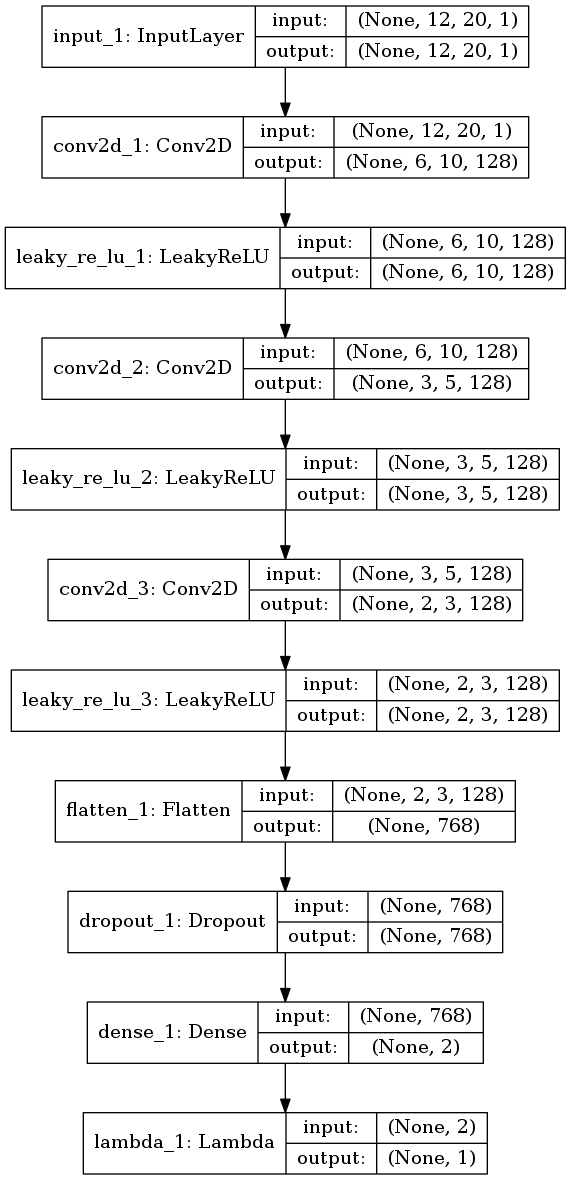 input_1: InputLayer
input: (None, 12, 20, 1)
output: (None, 12, 20, 1)
conv2d_1: Conv2D
input: (None, 12, 20, 1)
output: (None, 6, 10, 128)
leaky_re_lu_1: LeakyReLU
input: (None, 6, 10, 128)
output: (None, 6, 10, 128)
conv2d_2: Conv2D
input: (None, 6, 10, 128)
output: (None, 3, 5, 128)
leaky_re_lu_2: LeakyReLU
input: (None, 3, 5, 128)
output: (None, 3, 5, 128)
conv2d_3: Conv2D
input: (None, 3, 5, 128)
output: (None, 2, 3, 128)
leaky_re_lu_3: LeakyReLU
input: (None, 2, 3, 128)
output: (None, 2, 3, 128)
flatten_1: Flatten
input: (None, 2, 3, 128)
output: (None, 768)
dropout_1: Dropout
input: (None, 768)
output: (None, 768)
dense_1: Dense
input: (None, 768)
output: (None, 2)
lambda_1: Lambda
input: (None, 2)
output: (None, 1)